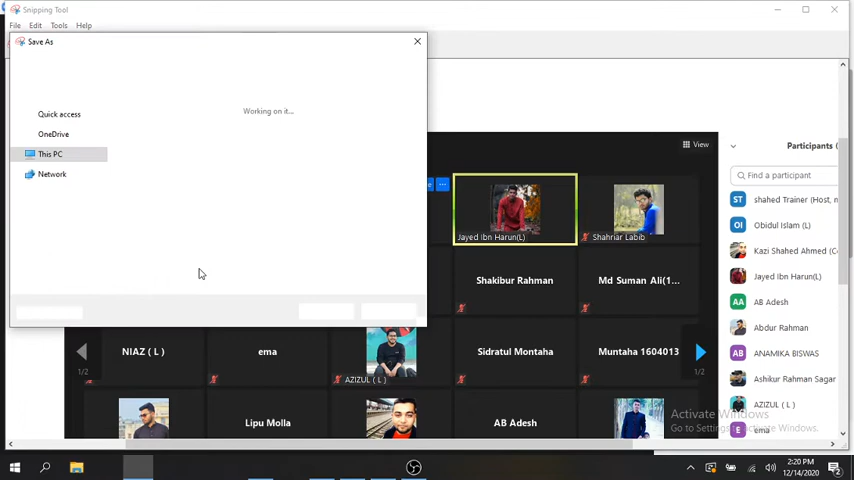 Snipping Tool
File Edit Tools Help
Save As
Working on it...
Quick access
OneDrive
This PC
Network
View
Participants
Find a participant
ST shahed Trainer (Host, n
OI Obidul Islam (L)
Kazi Shahed Ahmed (C
Jayed Ibn Harun(L)
AA AB Adesh
Abdur Rahman
AB ANAMIKA BISWAS
Ashikur Rahman Sagar
AZIZUL ( L )
E ema
Jayed Ibn Harun(L)
Shahriar Labib
Shakibur Rahman
Md Suman Ali(1...
NIAZ ( L )
ema
AZIZUL ( L )
Sidratul Montaha
Muntaha 1604013
1/2
1/2
Lipu Molla
AB Adesh
Activate Windows
Go to Settings to Activate Windows.
2:20 PM
12/14/2020
2